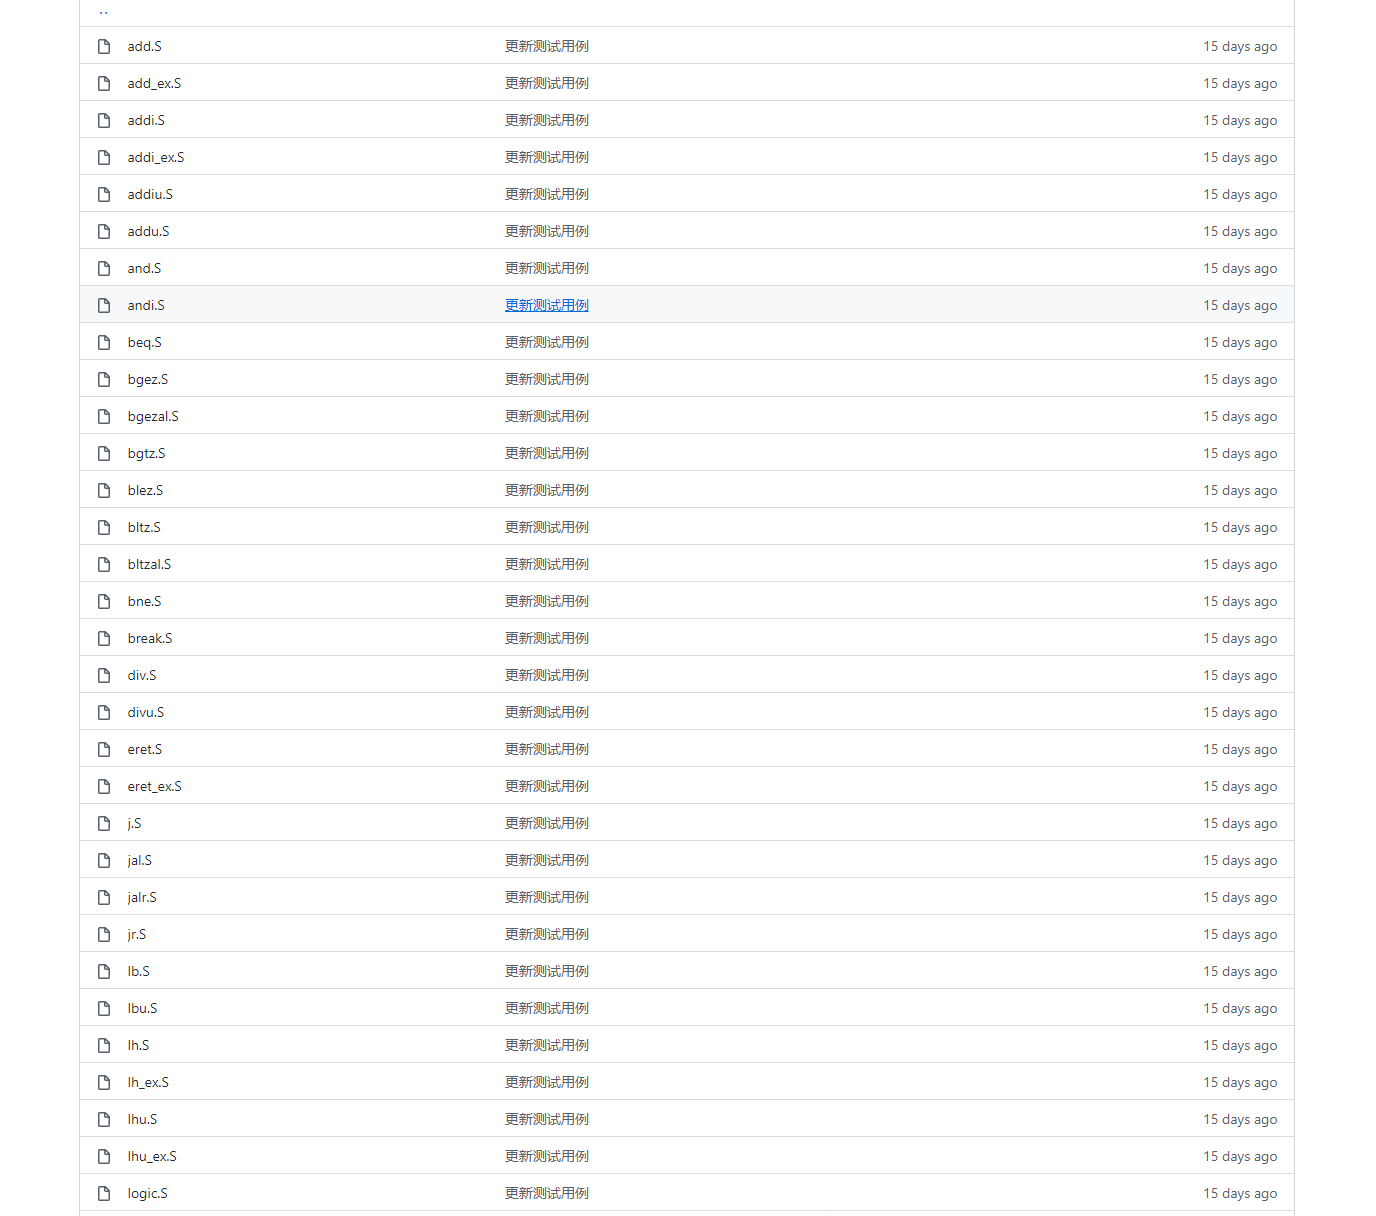 ..
add.S 更新测试用例 15 days ago
add_ex.S 更新测试用例 15 days ago
addi.S 更新测试用例 15 days ago
addi_ex.S 更新测试用例 15 days ago
addiu.S 更新测试用例 15 days ago
addu.S 更新测试用例 15 days ago
and.S 更新测试用例 15 days ago
andi.S 更新测试用例 15 days ago
beq.S 更新测试用例 15 days ago
bgez.S 更新测试用例 15 days ago
bgezal.S 更新测试用例 15 days ago
bgtz.S 更新测试用例 15 days ago
blez.S 更新测试用例 15 days ago
bltz.S 更新测试用例 15 days ago
bltzal.S 更新测试用例 15 days ago
bne.S 更新测试用例 15 days ago
break.S 更新测试用例 15 days ago
div.S 更新测试用例 15 days ago
divu.S 更新测试用例 15 days ago
eret.S 更新测试用例 15 days ago
eret_ex.S 更新测试用例 15 days ago
j.S 更新测试用例 15 days ago
jal.S 更新测试用例 15 days ago
jalr.S 更新测试用例 15 days ago
jr.S 更新测试用例 15 days ago
lb.S 更新测试用例 15 days ago
lbu.S 更新测试用例 15 days ago
lh.S 更新测试用例 15 days ago
lh_ex.S 更新测试用例 15 days ago
lhu.S 更新测试用例 15 days ago
lhu_ex.S 更新测试用例 15 days ago
logic.S 更新测试用例 15 days ago